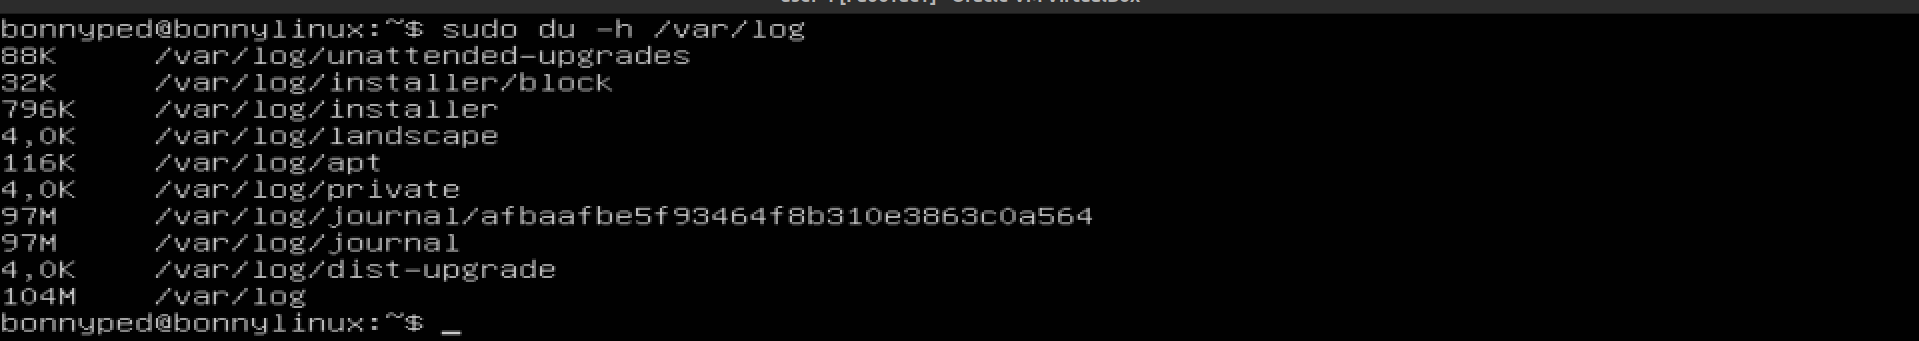 bonnyped@bonnylinux:~$ sudo du -h /var/log
88K /var/log/unattended-upgrades
32K /var/log/installer/block
796K /var/log/installer
4,0K /var/log/landscape
116K /var/log/apt
4,0K /var/log/private
97M /var/log/journal/afbaafbe5f93464f8b310e3863c0a564
97M /var/log/journal
4,0K /var/log/dist-upgrade
104M /var/log
bonnyped@bonnylinux:~$ _